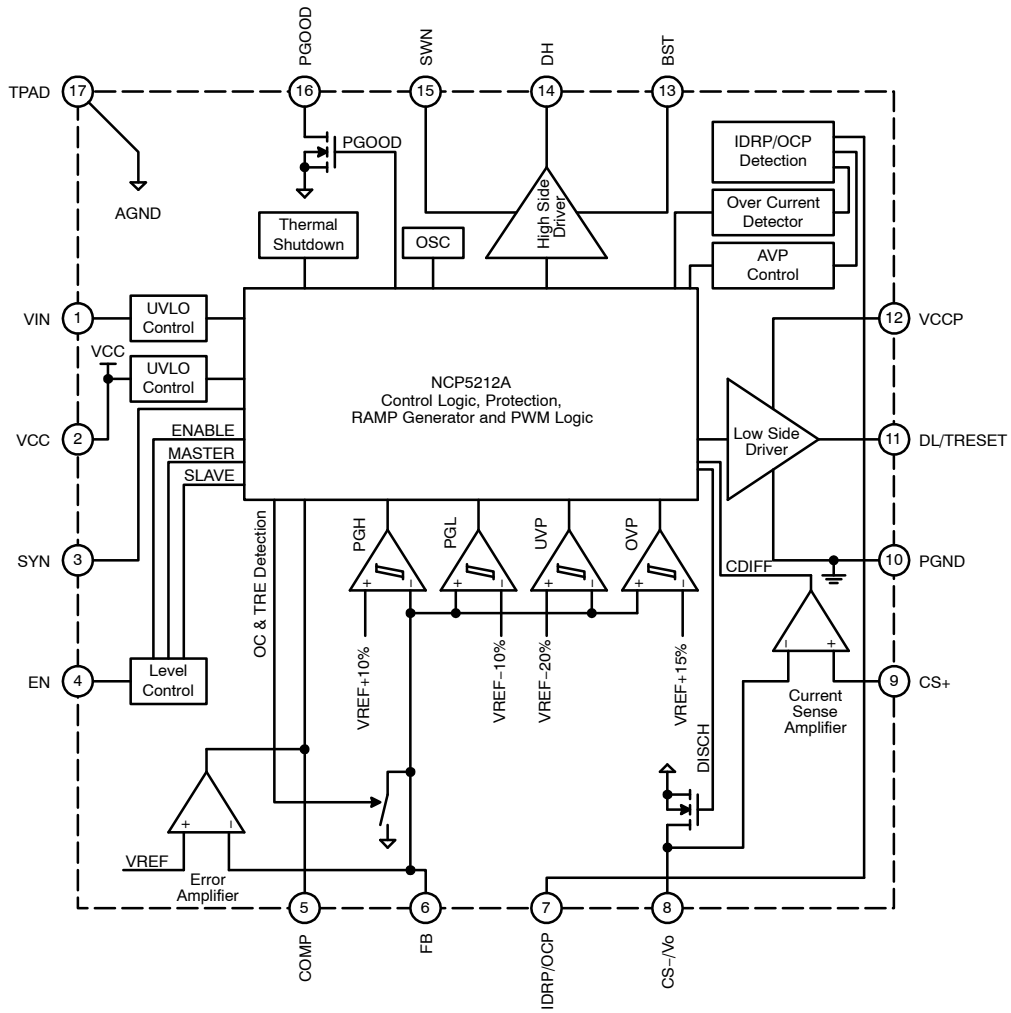 PGOOD
SWN
DH
BST
TPAD
17
16
15
14
13
PGOOD
IDRP/OCP
Detection
AGND
High Side
Driver
Over Current
Detector
Thermal
Shutdown
OSC
AVP
Control
VIN
1
UVLO
Control
12
VCCP
VCC
UVLO
Control
NCP5212A
Control Logic, Protection,
RAMP Generator and PWM Logic
VCC
2
ENABLE
MASTER
SLAVE
Low Side
Driver
11
DL/TRESET
OC & TRE Detection
PGH
PGL
UVP
OVP
SYN
3
CDIFF
10
PGND
+
−
+
−
+
−
+
−
VREF+10%
VREF−10%
VREF−20%
VREF+15%
−
+
EN
4
Level
Control
9
CS+
Current
Sense
Amplifier
DISCH
+
−
VREF
Error
Amplifier
5
6
7
8
COMP
FB
IDRP/OCP
CS−/Vo